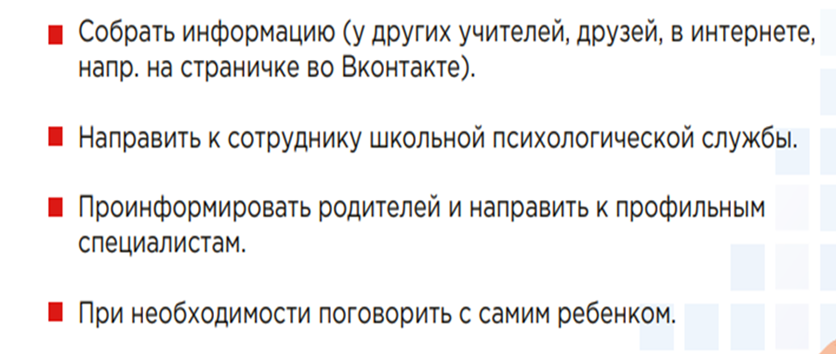 Собрать информацию (у других учителей, друзей, в интернете,
напр. на страничке во Вконтакте).
Направить к сотруднику школьной психологической службы.
Проинформировать родителей и направить к профильным
специалистам.
При необходимости поговорить с самим ребенком.